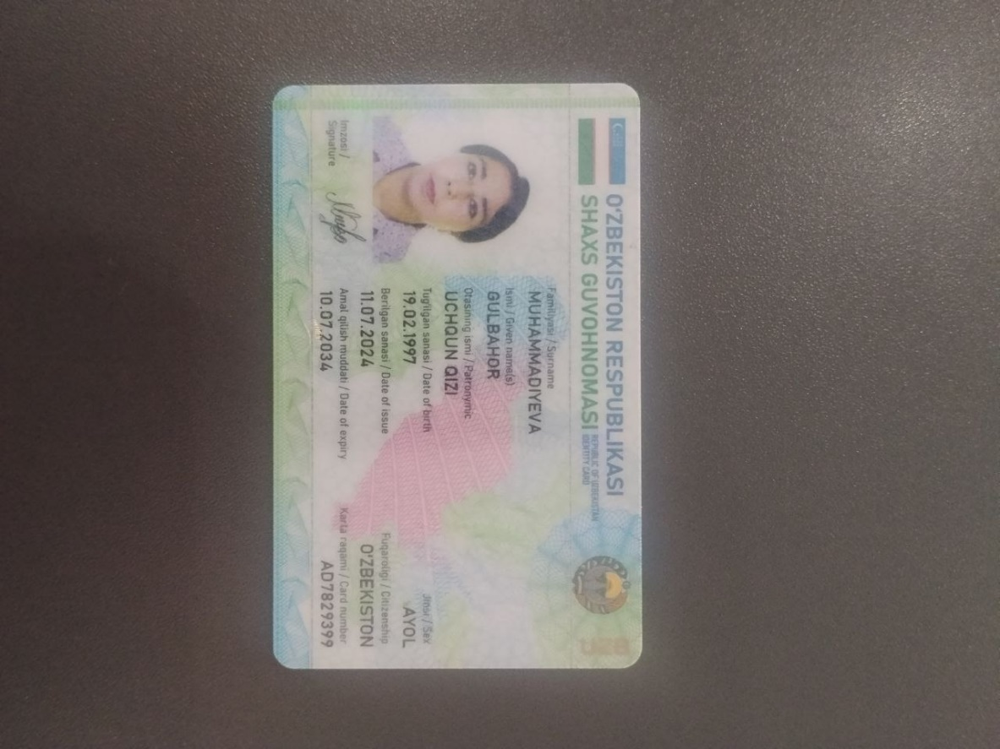 O'ZBEKISTON RESPUBLIKASI
SHAXS GUVOHNOMASI
REPUBLIC OF UZBEKISTAN
IDENTITY CARD
Familiyasi / Surname
MUHAMMADIYEVA
Ismi / Given name(s)
GULBAHOR
Otasining ismi / Patronymic
UCHQUN QIZI
Tug'ilgan sanasi / Date of birth
19.02.1997
Jinsi / Sex
AYOL
Berilgan sanasi / Date of issue
11.07.2024
Fuqaroligi / Citizenship
O'ZBEKISTON
Amal qilish muddati / Date of expiry
10.07.2034
Karta raqami / Card number
AD7829399
Imzosi /
Signature
UZB